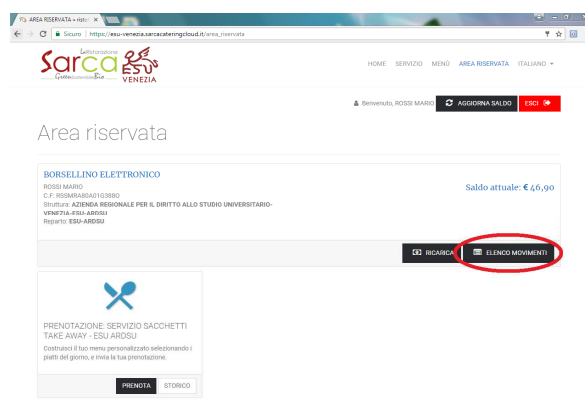 AREA RISERVATA » ristor
Sicuro | https://esu-venezia.sarcacateringcloud.it/area_riservata
LaRistorazione
Sarca
ESU
VENEZIA
HOME SERVIZIO MENÙ AREA RISERVATA ITALIANO
Benvenuto, ROSSI MARIO AGGIORNA SALDO ESCI
Area riservata
BORSELLINO ELETTRONICO
ROSSI MARIO
C.F: RSSMRA80A01G388O
Struttura: AZIENDA REGIONALE PER IL DIRITTO ALLO STUDIO UNIVERSITARIO-
VENEZIA-ESU-ARDSU
Reparto: ESU-ARDSU
Saldo attuale: € 46,90
RICARICA ELENCO MOVIMENTI
PRENOTAZIONE: SERVIZIO SACCHETTI
TAKE AWAY - ESU ARDSU
Costruisci il tuo menu personalizzato selezionando i
piatti del giorno, e invia la tua prenotazione.
PRENOTA STORICO